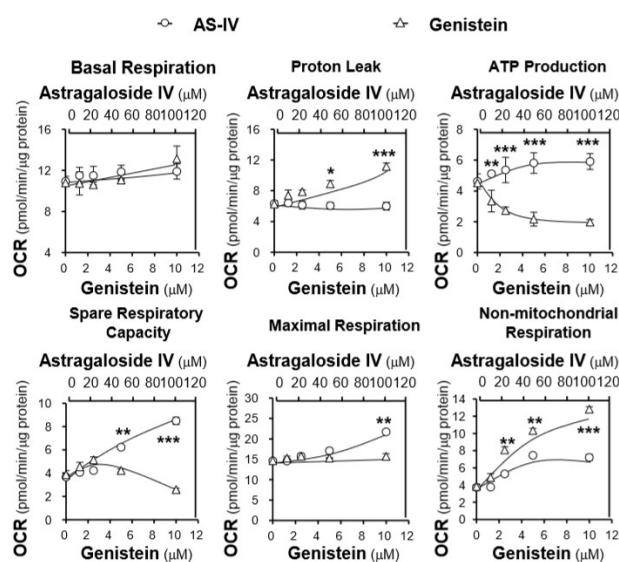 AS-IV Genistein
Basal Respiration Proton Leak ATP Production
Astragaloside IV (μM) Astragaloside IV (μM) Astragaloside IV (μM)
0 20 40 60 80100120 0 20 40 60 80100120 0 20 40 60 80100120
OCR (pmol/min/μg protein) OCR (pmol/min/μg protein) OCR (pmol/min/μg protein)
16 16 8
12 12 6
8 8 4
4 4 2
0 0
* ***
** *** *** ***
0 2 4 6 8 10 12 0 2 4 6 8 10 12 0 2 4 6 8 10 12
Genistein (μM) Genistein (μM) Genistein (μM)
Spare Respiratory
Capacity
Maximal Respiration
Non-mitochondrial
Respiration
Astragaloside IV (μM) Astragaloside IV (μM) Astragaloside IV (μM)
0 20 40 60 80100120 0 20 40 60 80100120 0 20 40 60 80100120
OCR (pmol/min/μg protein) OCR (pmol/min/μg protein) OCR (pmol/min/μg protein)
10 25 14
8 20 12
6 15 10
4 10 8
2 5 6
0 0 4
2
0
** ***
**
** ** ***
0 2 4 6 8 10 12 0 2 4 6 8 10 12 0 2 4 6 8 10 12
Genistein (μM) Genistein (μM) Genistein (μM)